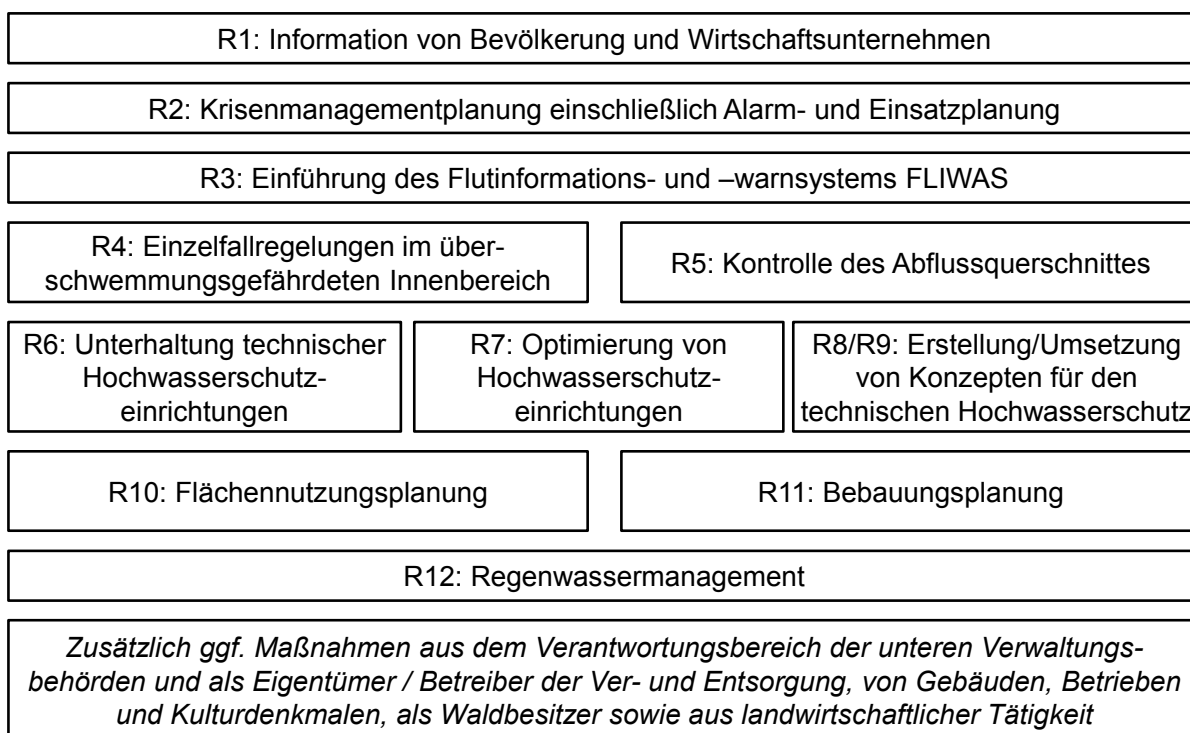 R1: Information von Bevölkerung und Wirtschaftsunternehmen
R2: Krisenmanagementplanung einschließlich Alarm- und Einsatzplanung
R3: Einführung des Flutinformations- und –warnsystems FLIWAS
R4: Einzelfallregelungen im über-
schwemmungsgefährdeten Innenbereich
R5: Kontrolle des Abflussquerschnittes
R6: Unterhaltung technischer
Hochwasserschutz-
einrichtungen
R7: Optimierung von
Hochwasserschutz-
einrichtungen
R8/R9: Erstellung/Umsetzung
von Konzepten für den
technischen Hochwasserschutz
R10: Flächennutzungsplanung
R11: Bebauungsplanung
R12: Regenwassermanagement
Zusätzlich ggf. Maßnahmen aus dem Verantwortungsbereich der unteren Verwaltungs-
behörden und als Eigentümer / Betreiber der Ver- und Entsorgung, von Gebäuden, Betrieben
und Kulturdenkmalen, als Waldbesitzer sowie aus landwirtschaftlicher Tätigkeit